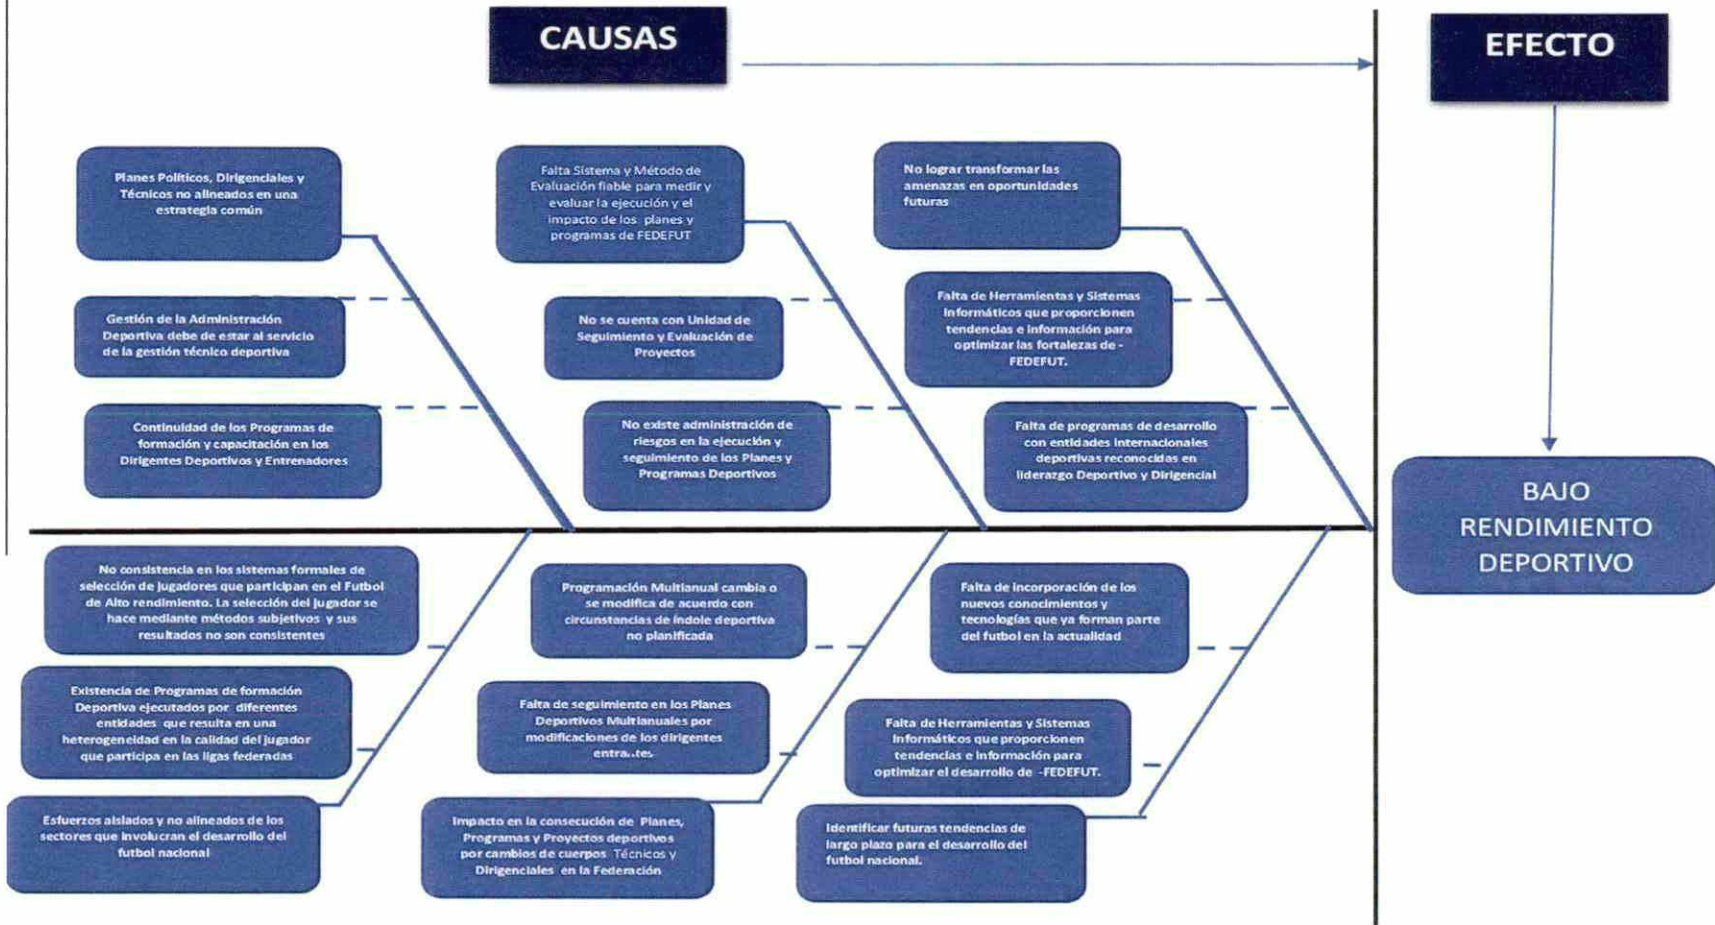 CAUSAS
EFECTO
Planes Políticos, Dirigenciales y
Técnicos no alineados en una
estrategia común
Gestión de la Administración
Deportiva debe de estar al servicio
de la gestión técnico deportiva
Continuidad de los Programas de
formación y capacitación en los
Dirigentes Deportivos y Entrenadores
Falta Sistema y Método de
Evaluación fiable para medir y
evaluar la ejecución y el
impacto de los planes y
programas de FEDEFUT
No se cuenta con Unidad de
Seguimiento y Evaluación de
Proyectos
No existe administración de
riesgos en la ejecución y
seguimiento de los Planes y
Programas Deportivos
No lograr transformar las
amenazas en oportunidades
futuras
Falta de Herramientas y Sistemas
Informáticos que proporcionen
tendencias e información para
optimizar las fortalezas de -
FEDEFUT.
Falta de programas de desarrollo
con entidades internacionales
deportivas reconocidas en
liderazgo Deportivo y Dirigencial
BAJO
RENDIMIENTO
DEPORTIVO
No consistencia en los sistemas formales de
selección de jugadores que participan en el Futbol
de Alto rendimiento. La selección del jugador se
hace mediante métodos subjetivos y sus
resultados no son consistentes
Existencia de Programas de formación
Deportiva ejecutados por diferentes
entidades que resulta en una
heterogeneidad en la calidad del jugador
que participa en las ligas federadas
Esfuerzos aislados y no alineados de los
sectores que involucran el desarrollo del
futbol nacional
Programación Multianual cambia o
se modifica de acuerdo con
circunstancias de índole deportiva
no planificada
Falta de seguimiento en los Planes
Deportivos Multianuales por
modificaciones de los dirigentes
entra..tes
Impacto en la consecución de Planes,
Programas y Proyectos deportivos
por cambios de cuerpos Técnicos y
Dirigenciales en la Federación
Falta de incorporación de los
nuevos conocimientos y
tecnologías que ya forman parte
del futbol en la actualidad
Falta de Herramientas y Sistemas
Informáticos que proporcionen
tendencias e información para
optimizar el desarrollo de -FEDEFUT.
Identificar futuras tendencias de
largo plazo para el desarrollo del
futbol nacional.